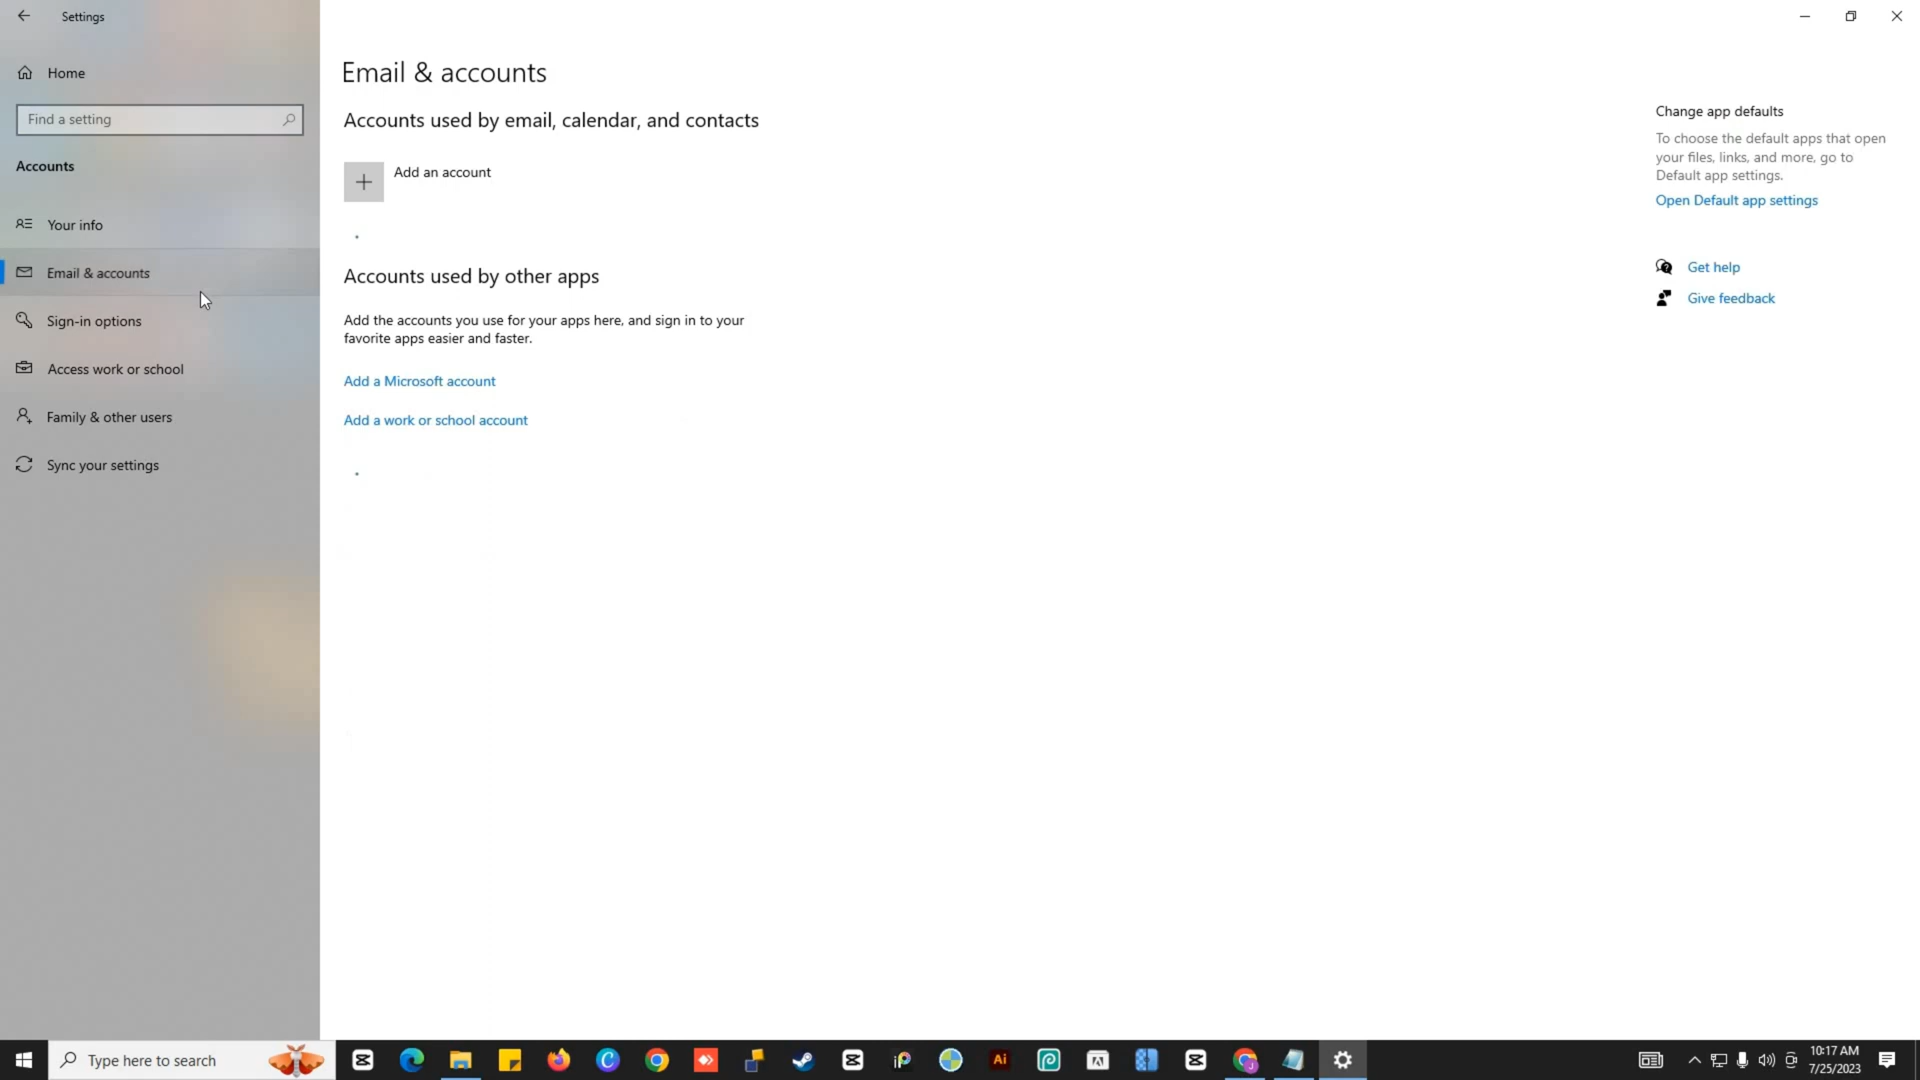 Settings
Home
Find a setting
Accounts
Your info
Email & accounts
Sign-in options
Access work or school
Family & other users
Sync your settings
Email & accounts
Accounts used by email, calendar, and contacts
Add an account
Accounts used by other apps
Add the accounts you use for your apps here, and sign in to your
favorite apps easier and faster.
Add a Microsoft account
Add a work or school account
Change app defaults
To choose the default apps that open
your files, links, and more, go to
Default app settings.
Open Default app settings
Get help
Give feedback
Type here to search
Ai
10:17 AM
7/25/2023